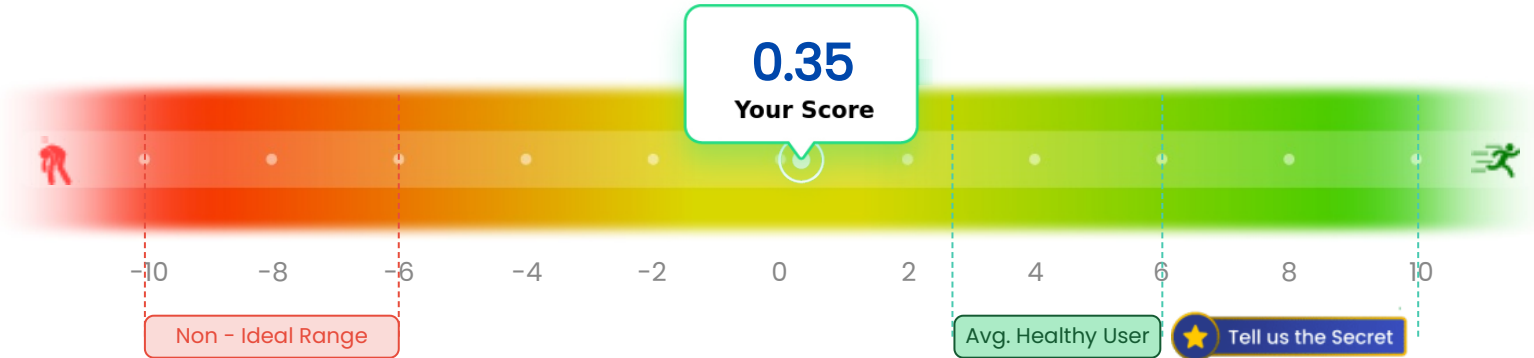 0.35
Your Score
-10 -8 -6 -4 -2 0 2 4 6 8 10
Non - Ideal Range
Avg. Healthy User
Tell us the Secret